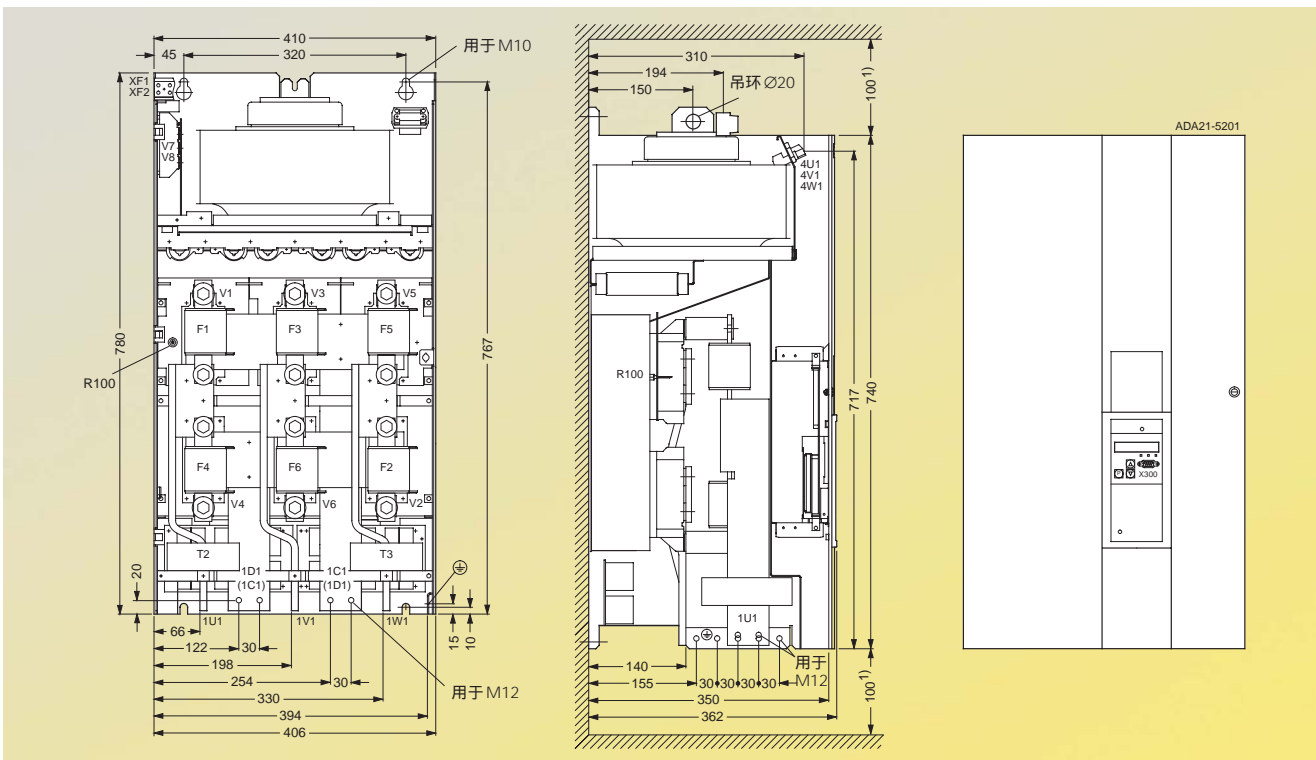 410
45
320
用于 M10
XF1
XF2
V7
V8
V1
V3
V5
F1
F3
F5
780
767
R100
F4
F6
F2
V4
V6
V2
T2
T3
1D1
(1C1)
1C1
(1D1)
20
1U1
1V1
1W1
15
10
66
122
30
198
254
30
用于 M12
330
394
406
310
194
150
吊环 Ø20
100 1)
4U1
4V1
4W1
R100
717
740
1U1
用于
M12
140
155
30
30
30
30
350
362
100 1)
ADA21-5201
P
X300